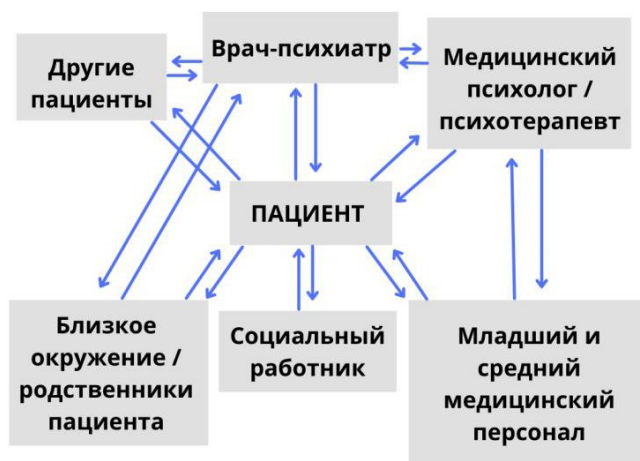 Врач-психиатр
Другие
пациенты
Медицинский
психолог /
психотерапевт
ПАЦИЕНТ
Близкое
окружение /
родственники
пациента
Социальный
работник
Младший и
средний
медицинский
персонал